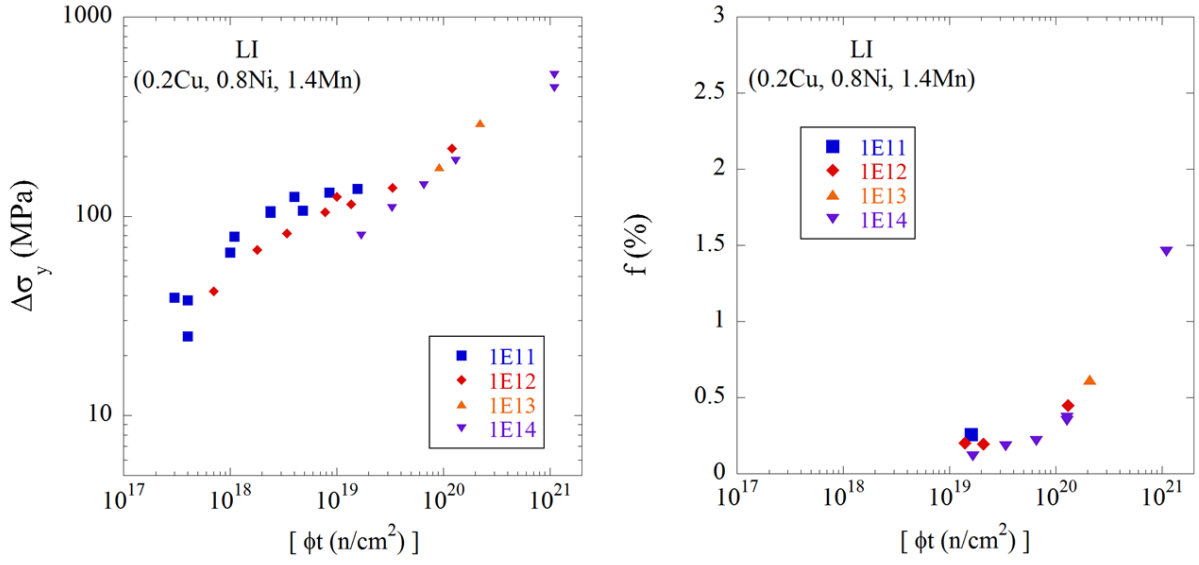 1000
100
10
Δσy (MPa)
LI
(0.2Cu, 0.8Ni, 1.4Mn)
1E11
1E12
1E13
1E14
10^17 10^18 10^19 10^20 10^21
[ ϕt (n/cm^2) ]
3
2.5
2
1.5
1
0.5
0
f (%)
LI
(0.2Cu, 0.8Ni, 1.4Mn)
1E11
1E12
1E13
1E14
10^17 10^18 10^19 10^20 10^21
[ ϕt (n/cm^2) ]